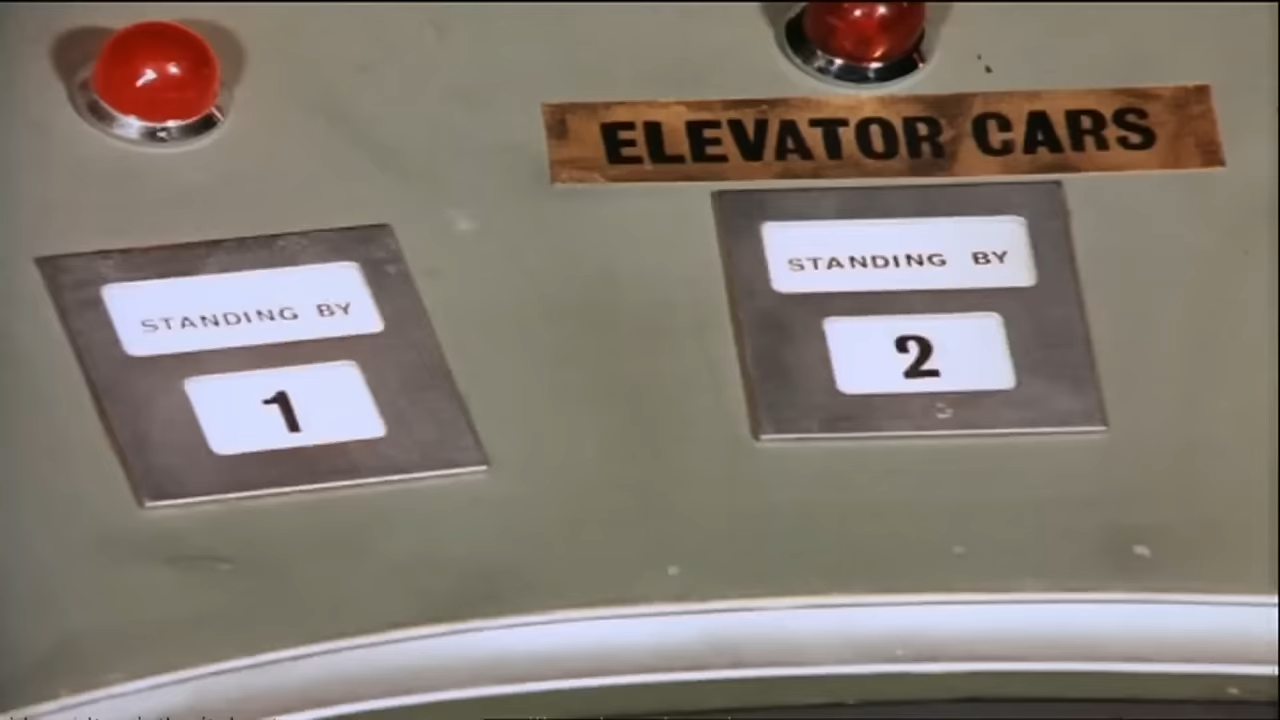 ELEVATOR CARS
STANDING BY
1
STANDING BY
2